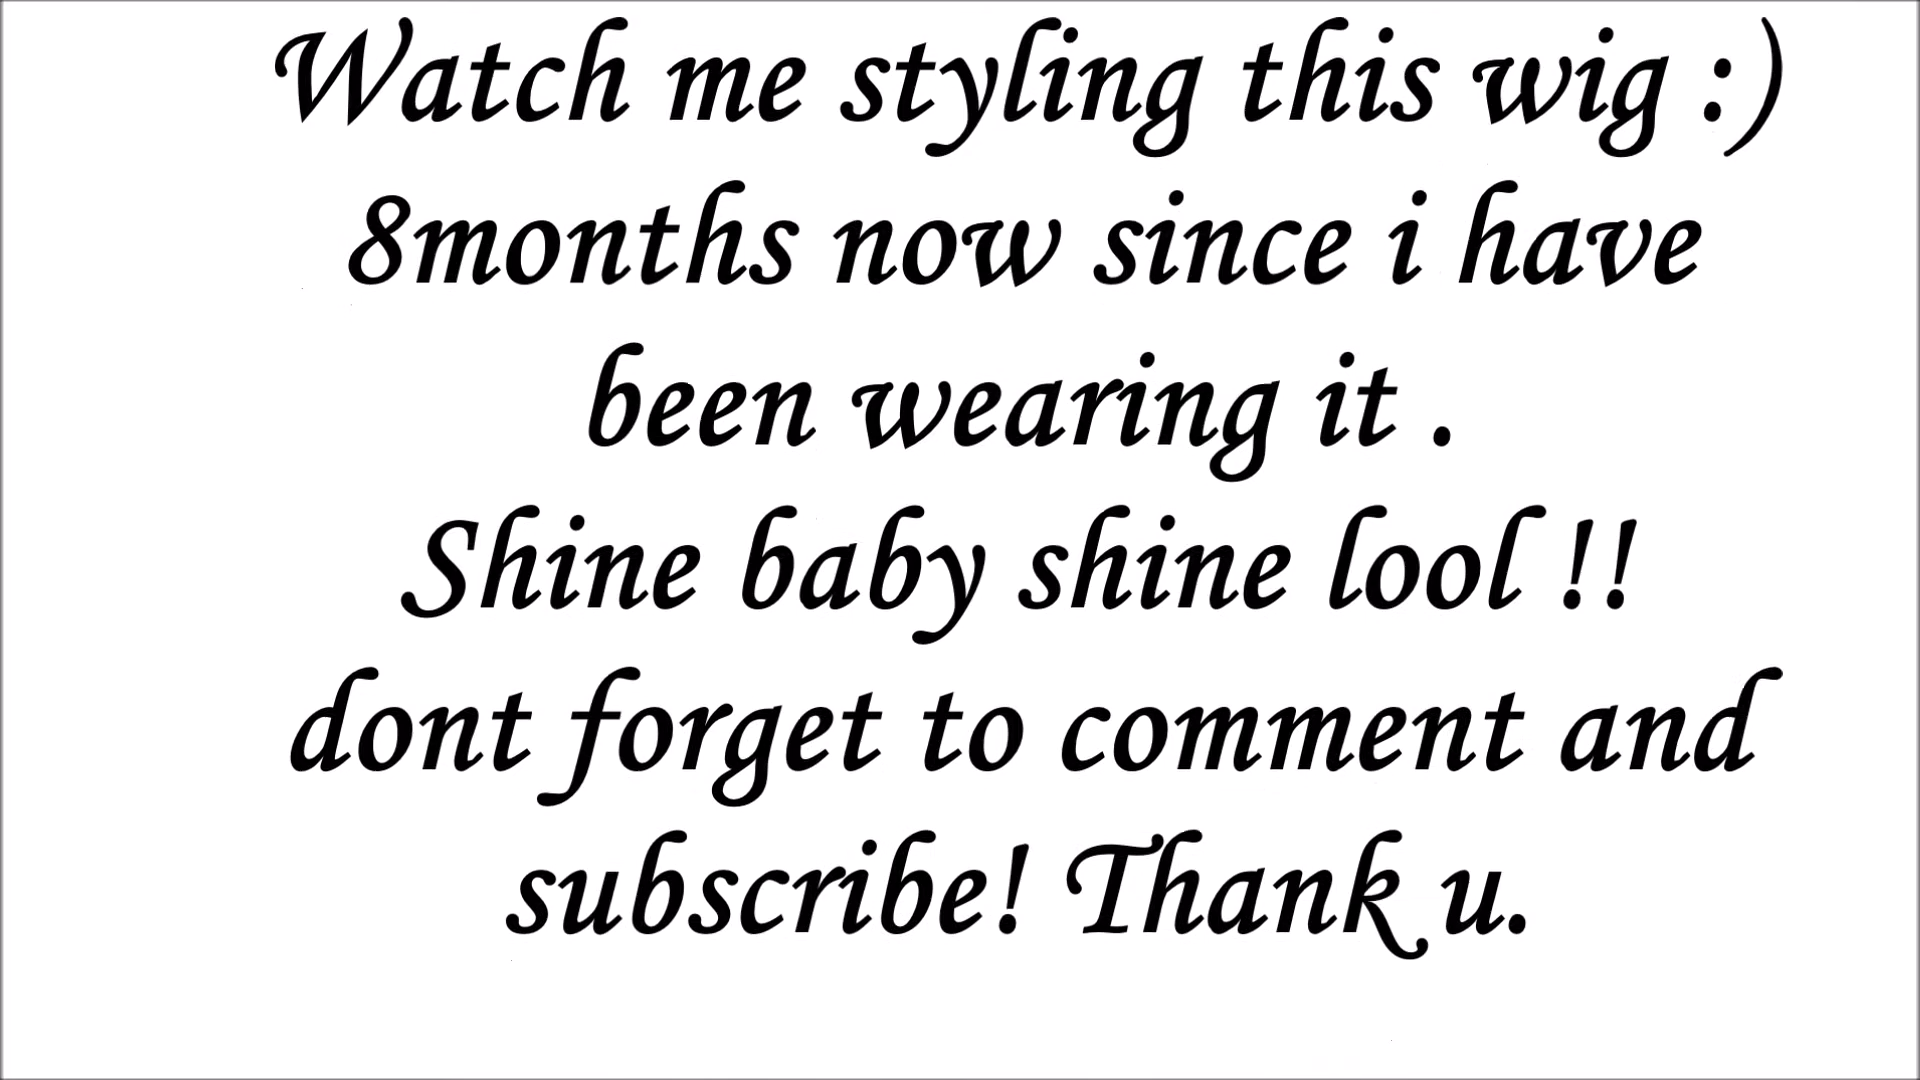 Watch me styling this wig :)
8months now since i have
been wearing it .
Shine baby shine lool !!
dont forget to comment and
subscribe! Thank u.